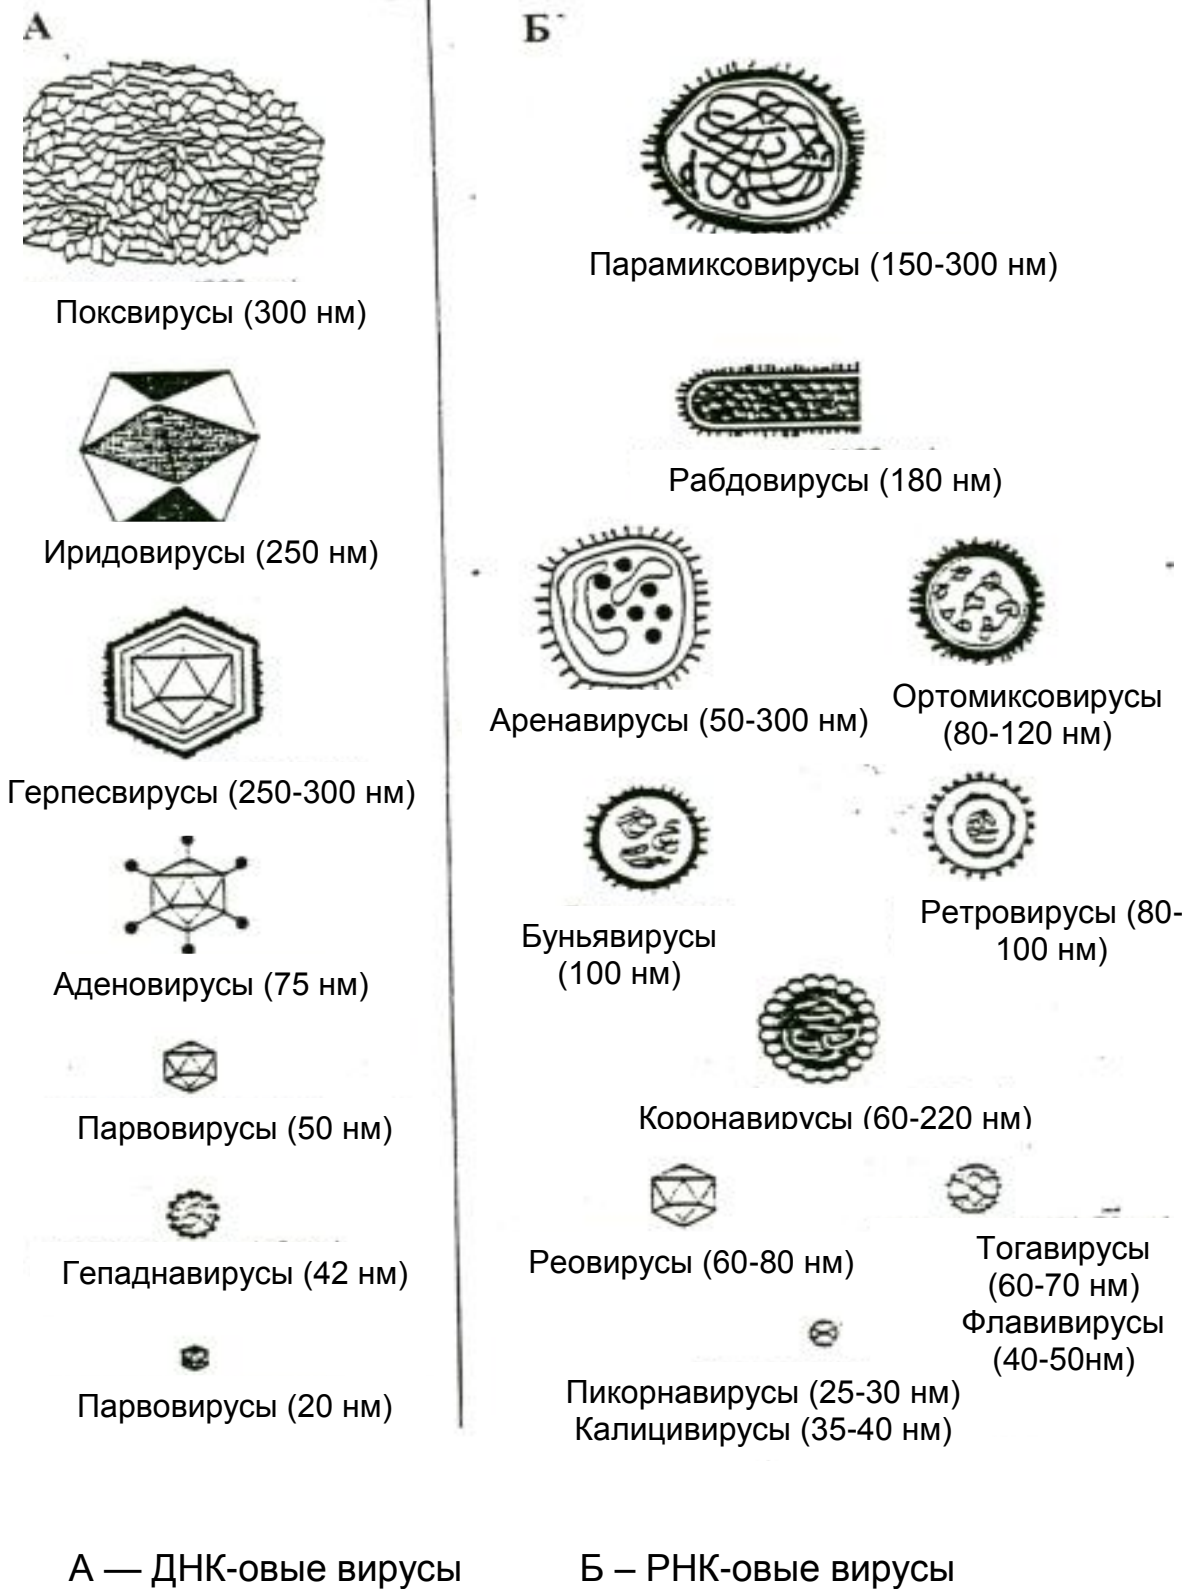 А
Поксвирусы (300 нм)
Иридовирусы (250 нм)
Герпесвирусы (250-300 нм)
Аденовирусы (75 нм)
Парвовирусы (50 нм)
Гепаднавирусы (42 нм)
Парвовирусы (20 нм)
Б
Парамиксовирусы (150-300 нм)
Рабдовирусы (180 нм)
Аренавирусы (50-300 нм)
Ортомиксовирусы
(80-120 нм)
Буньявирусы
(100 нм)
Ретровирусы (80-
100 нм)
Коронавирусы (60-220 нм)
Реовирусы (60-80 нм)
Тогавирусы
(60-70 нм)
Флавивирусы
(40-50нм)
Пикорнавирусы (25-30 нм)
Калицивирусы (35-40 нм)
А — ДНК-овые вирусы
Б – РНК-овые вирусы